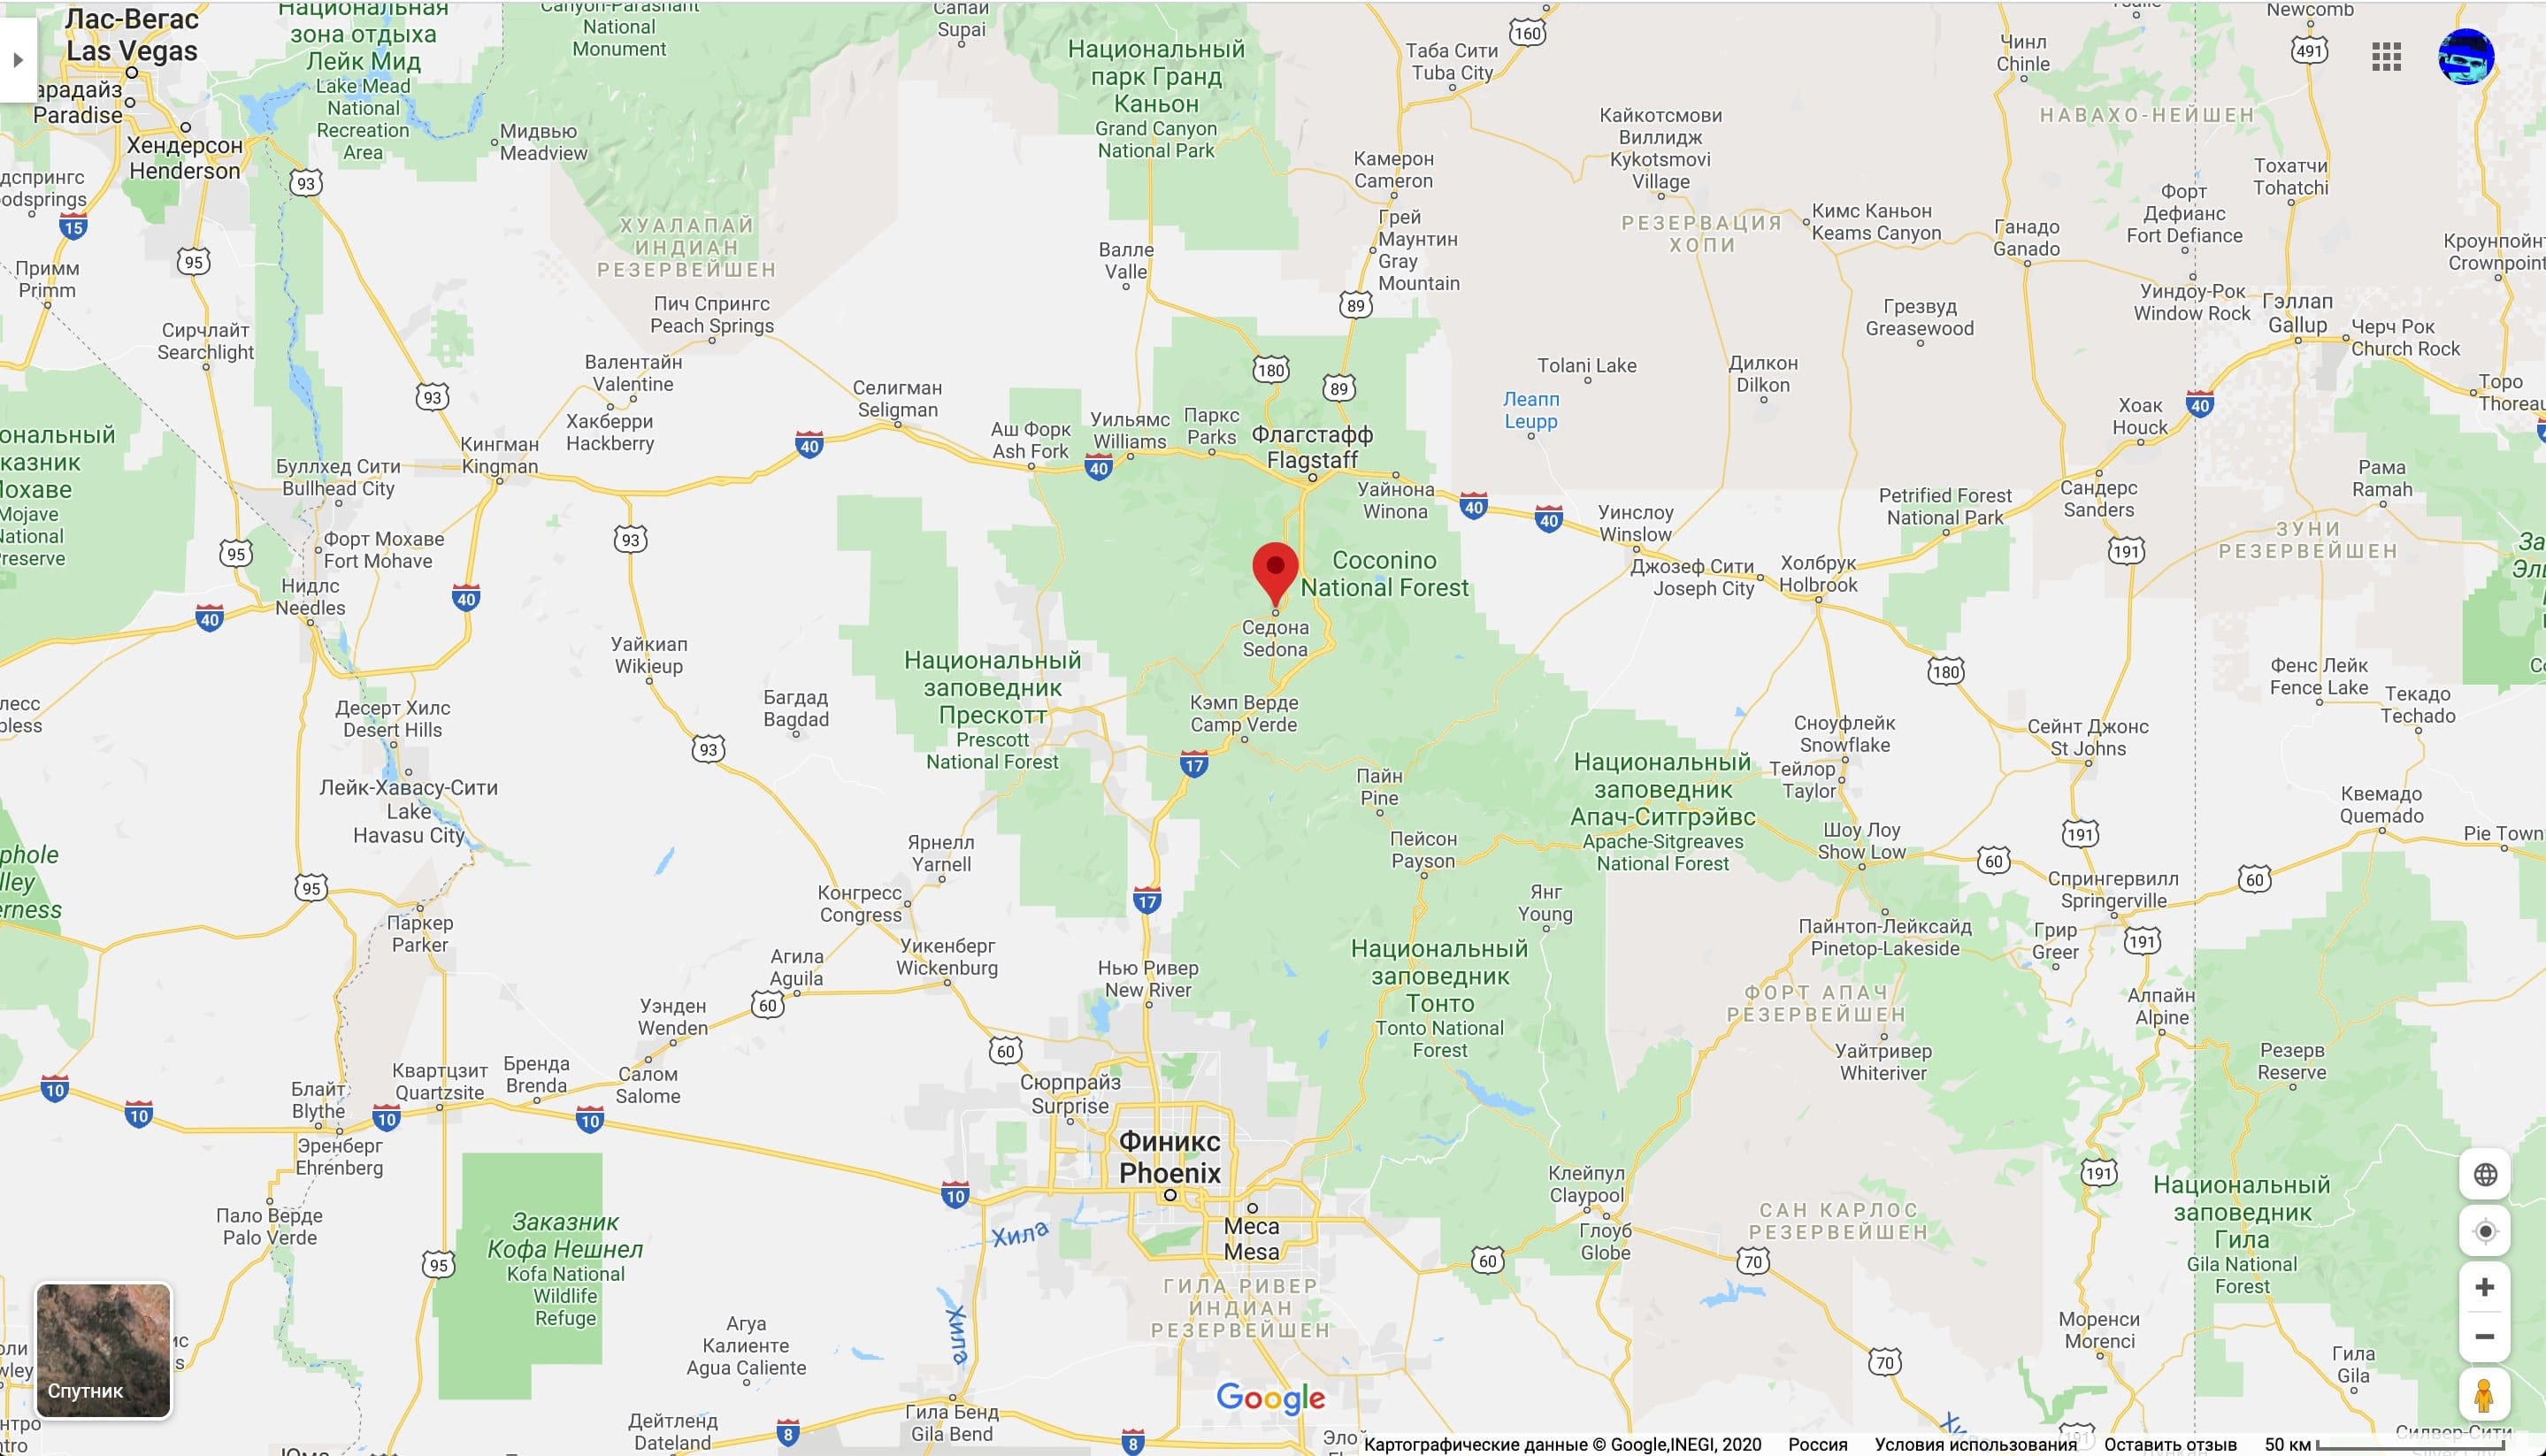 Лас-Вегас
Las Vegas
Парадайз
Paradise
Хендерсон
Henderson
Национальная
зона отдыха
Лейк Мид
Lake Mead
National
Recreation
Area
Canyon-Parashant
National
Monument
Сапай
Supai
Национальный
парк Гранд
Каньон
Grand Canyon
National Park
Таба Сити
Tuba City
160
Чинл
Chinle
Newcomb
491
НАВАХО-НЕЙШЕН
Мидвью
Meadview
Камерон
Cameron
Кайкотсмови
Виллидж
Kykotsmovi
Village
Тохатчи
Tohatchi
Форт
Дефианс
Fort Defiance
93
15
95
Примм
Primm
ХУАЛАПАЙ
ИНДИАН
РЕЗЕРВЕЙШЕН
Валле
Valle
Грей
Маунтин
Gray
Mountain
РЕЗЕРВАЦИЯ
ХОПИ
Кимс Каньон
Keams Canyon
Ганадо
Ganado
Кроунпойнт
Crownpoint
Уиндоу-Рок
Window Rock
Гэллап
Gallup
Черч Рок
Church Rock
Сирчлайт
Searchlight
Пич Спрингс
Peach Springs
89
Грезвуд
Greasewood
Валентайн
Valentine
Хакберри
Hackberry
93
Селигман
Seligman
180
89
Tolani Lake
Дилкон
Dilkon
Леапп
Leupp
Торо
Thoreau
40
Хоак
Houck
Кингман
Kingman
40
Аш Форк
Ash Fork
Уильямс
Williams
40
Паркс
Parks
Флагстафф
Flagstaff
Уайнона
Winona
40
40
Уинслоу
Winslow
Petrified Forest
National Park
Сандерс
Sanders
Рама
Ramah
Буллхед Сити
Bullhead City
Mojave
National
Preserve
95
Форт Мохаве
Fort Mohave
93
Coconino
National Forest
Джозеф Сити
Joseph City
Холбрук
Holbrook
191
ЗУНИ
РЕЗЕРВЕЙШЕН
Нидлс
Needles
40
40
Седона
Sedona
Уайкиап
Wikieup
Багдад
Bagdad
Национальный
заповедник
Прескотт
Prescott
National Forest
Кэмп Верде
Camp Verde
180
Фенс Лейк
Fence Lake
Текадо
Techado
Десерт Хилс
Desert Hills
93
17
Пайн
Pine
Национальный
заповедник
Апач-Ситгрэйвс
Apache-Sitgreaves
National Forest
Сноуфлейк
Snowflake
Тейлор
Taylor
Сейнт Джонс
St Johns
Лейк-Хавасу-Сити
Lake
Havasu City
Ярнелл
Yarnell
Пейсон
Payson
Шоу Лоу
Show Low
191
60
Квемадо
Quemado
Pie Town
95
Конгресс
Congress
17
Янг
Young
Спрингервилл
Springerville
60
Паркер
Parker
Агила
Aguila
Уикенберг
Wickenburg
Нью Ривер
New River
Национальный
заповедник
Тонто
Tonto National
Forest
Пайнтоп-Лейксайд
Pinetop-Lakeside
Грир
Greer
191
Уэнден
Wenden
60
60
ФОРТ АПАЧ
РЕЗЕРВЕЙШЕН
Алпайн
Alpine
Уайтривер
Whiteriver
Резерв
Reserve
10
10
Блайт
Blythe
10
Квартцзит
Quartzsite
Бренда
Brenda
10
Салом
Salome
Сюрпрайз
Surprise
Эренберг
Ehrenberg
Финикс
Phoenix
10
Клейпул
Claypool
191
Национальный
заповедник
Гила
Gila National
Forest
Пало Верде
Palo Verde
Заказник
Кофа Нешнел
Kofa National
Wildlife
Refuge
95
Хила
Меса
Mesa
60
Глоуб
Globe
САН КАРЛОС
РЕЗЕРВЕЙШЕН
70
ГИЛА РИВЕР
ИНДИАН
РЕЗЕРВЕЙШЕН
Хила
Агуа
Калиенте
Agua Caliente
Моренси
Morenci
70
Гила
Gila
Спутник
Google
Дейтленд
Dateland
8
Гила Бенд
Gila Bend
8
191
Картографические данные © Google,INEGI, 2020 Россия Условия использования Оставить отзыв 50 км